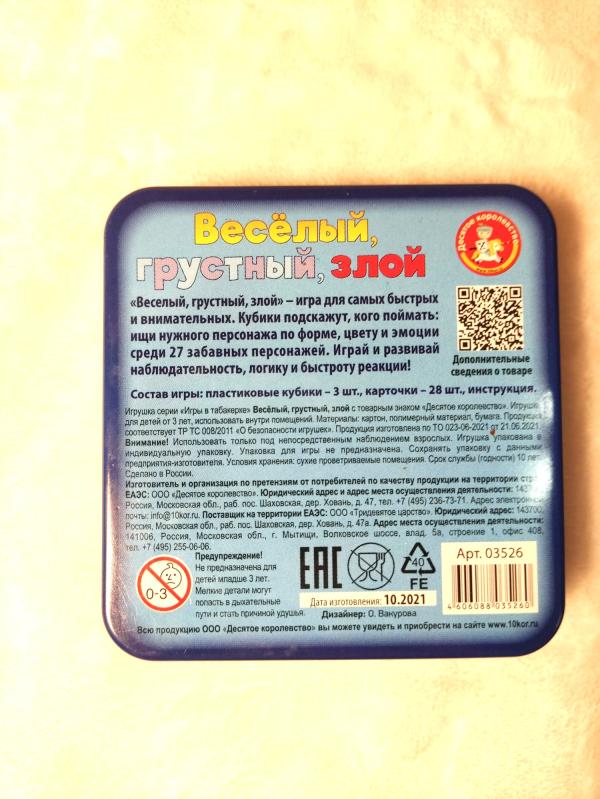 Весёлый,
грустный, злой
Десятое королевство
«Веселый, грустный, злой» – игра для самых быстрых
и внимательных. Кубики подскажут, кого поймать:
ищи нужного персонажа по форме, цвету и эмоции
среди 27 забавных персонажей. Играй и развивай
наблюдательность, логику и быстроту реакции!
Дополнительные
сведения о товаре
Состав игры: пластиковые кубики – 3 шт., карточки – 28 шт., инструкция.
Игрушка серии «Игры в табакерке» Весёлый, грустный, злой с товарным знаком «Десятое королевство». Игрушка
для детей от 3 лет, использовать внутри помещений. Материалы: картон, полимерный материал, бумага. Продукция
соответствует ТР ТС 008/2011 «О безопасности игрушек». Продукция изготовлена по ТО 023-06-2021 от 21.06.2021.
Внимание! Использовать только под непосредственным наблюдением взрослых. Игрушка упакована в
индивидуальную упаковку. Упаковка для игры не предназначена. Сохранять упаковку с данными
предприятия-изготовителя. Условия хранения: сухие проветриваемые помещения. Срок службы (годности) 10 лет.
Сделано в России.
Изготовитель и организация по претензиям от потребителей по качеству продукции на территории стран
ЕАЭС: ООО «Десятое королевство». Юридический адрес и адрес места осуществления деятельности:
Россия, Московская обл., раб. пос. Шаховская, дер. Ховань, д. 47, тел. +7 (495) 236-73-71. Адрес электронной
почты: info@10kor.ru. Поставщик на территории ЕАЭС: ООО «Тридевятое царство». Юридический адрес: 143700,
Россия, Московская обл., раб. пос. Шаховская, дер. Ховань, д. 47а. Адрес места осуществления деятельности:
141006, Россия, Московская обл., г. Мытищи, Волковское шоссе, влад. 5а, строение 1, офис 408,
тел. +7 (495) 255-06-06.
0-3
Предупреждение!
Не предназначена для
детей младше 3 лет.
Мелкие детали могут
попасть в дыхательные
пути и стать причиной удушья.
EAC
40
FE
Арт. 03526
Дата изготовления: 10.2021
Дизайнер: О. Вакурова
4 606088 035260
Всю продукцию ООО «Десятое королевство» вы можете увидеть и приобрести на сайте www.10kor.ru